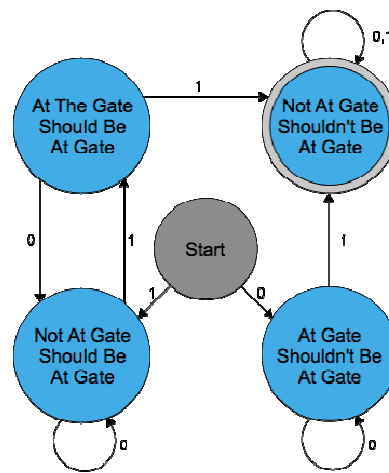 0,1
1
At The Gate
Should Be
At Gate
Not At Gate
Shouldn't Be
At Gate
0
1
Start
1
0
1
Not At Gate
Should Be
At Gate
At Gate
Shouldn't Be
At Gate
0
0